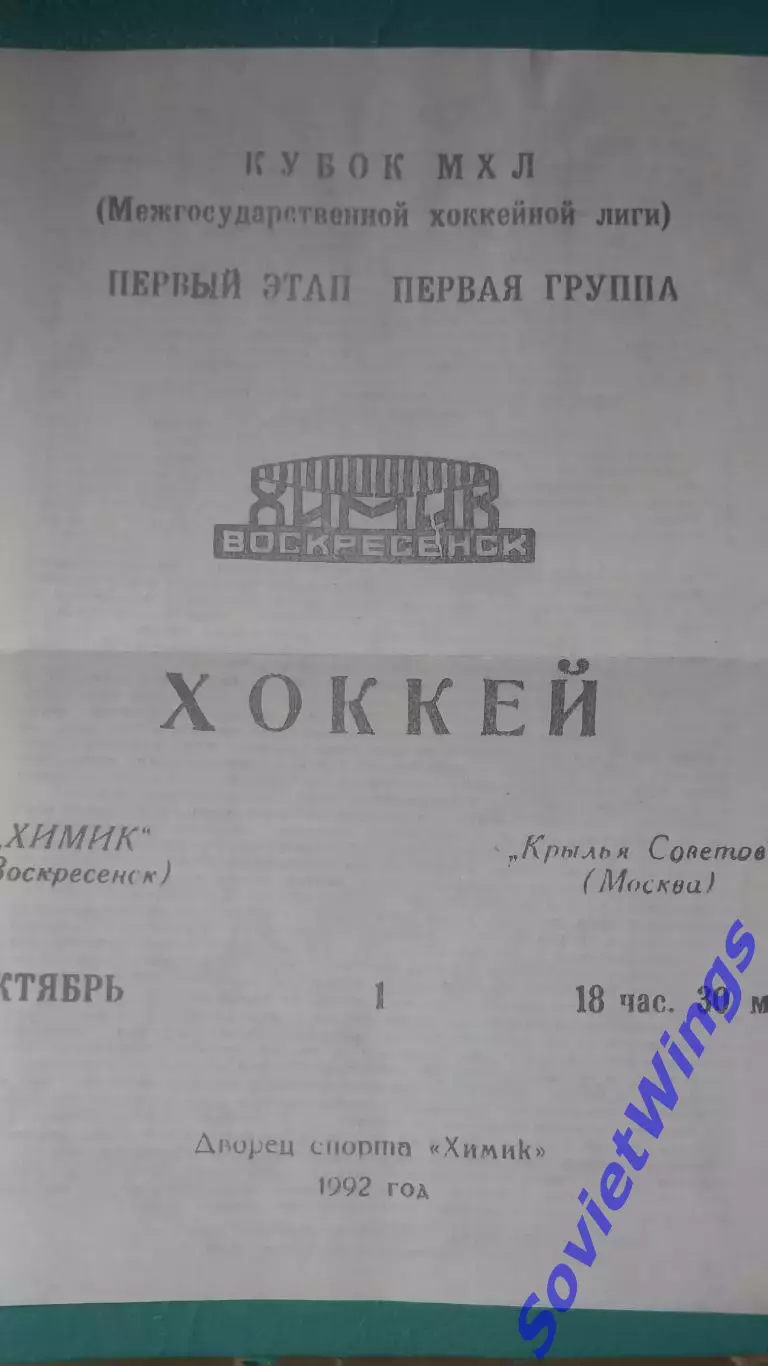 КУБОК МХЛ
(Межгосударственной хоккейной лиги)
ПЕРВЫЙ ЭТАП ПЕРВАЯ ГРУППА
ХИМИК
ВОСКРЕСЕНСК
ХОККЕЙ
„ХИМИК“ „Крылья Советов
Воскресенск) (Москва)
КТЯБРЬ 1 18 час. 30 м
Дворец спорта «Химик»
1992 год
SovietWings